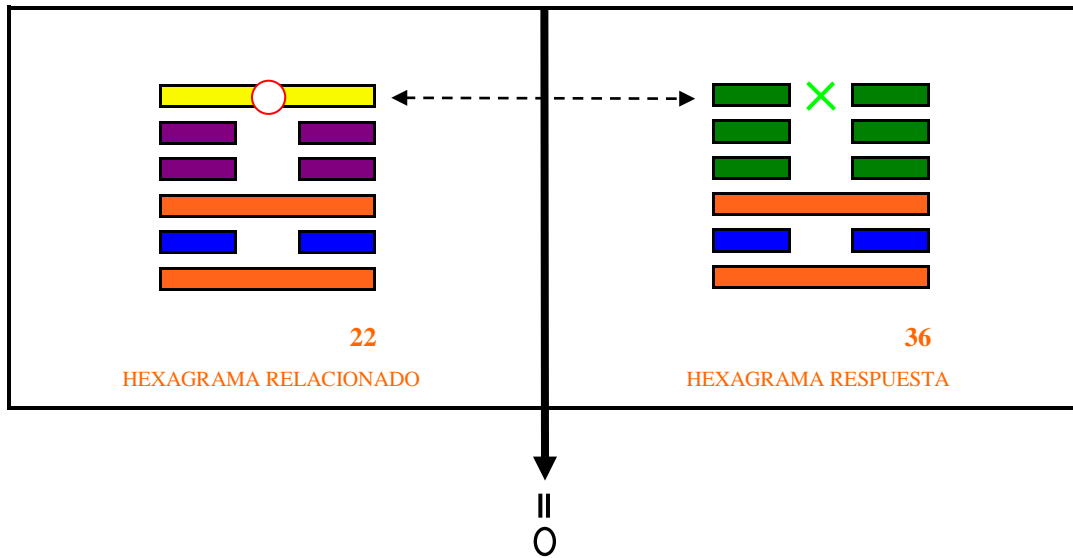 22
HEXAGRAMA RELACIONADO
36
HEXAGRAMA RESPUESTA
=
O